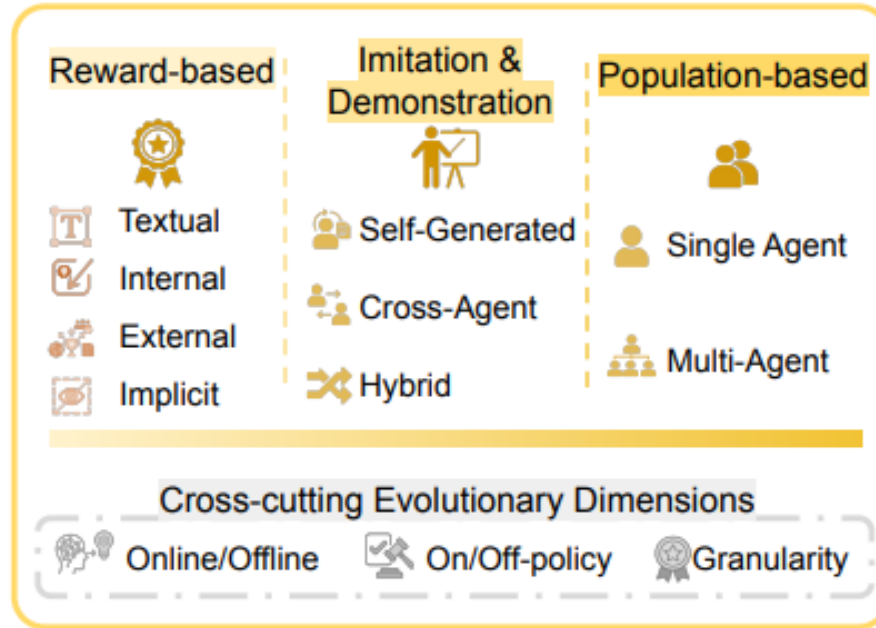 Reward-based
Textual
Internal
External
Implicit
Imitation &
Demonstration
Self-Generated
Cross-Agent
Hybrid
Population-based
Single Agent
Multi-Agent
Cross-cutting Evolutionary Dimensions
Online/Offline
On/Off-policy
Granularity